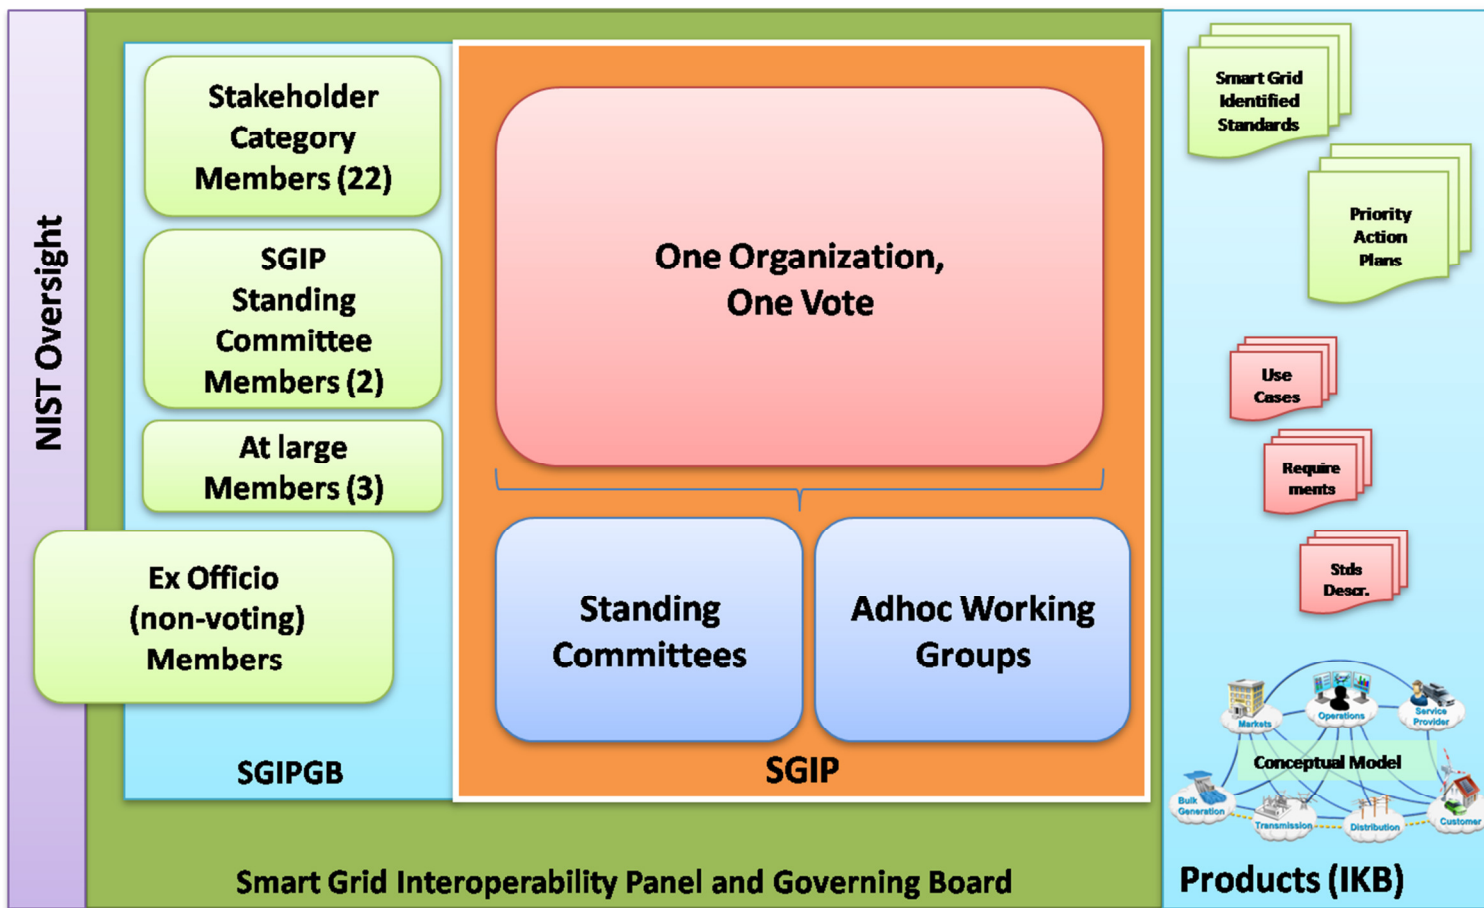 NIST Oversight
Stakeholder
Category
Members (22)
SGIP
Standing
Committee
Members (2)
At large
Members (3)
Ex Officio
(non-voting)
Members
SGIPGB
One Organization,
One Vote
Standing
Committees
Adhoc Working
Groups
SGIP
Smart Grid Interoperability Panel and Governing Board
Smart Grid
Identified
Standards
Priority
Action
Plans
Use
Cases
Require
ments
Stds
Descr.
Markets
Operations
Service
Provider
Conceptual Model
Bulk
Generation
Transmission
Distribution
Customer
Products (IKB)